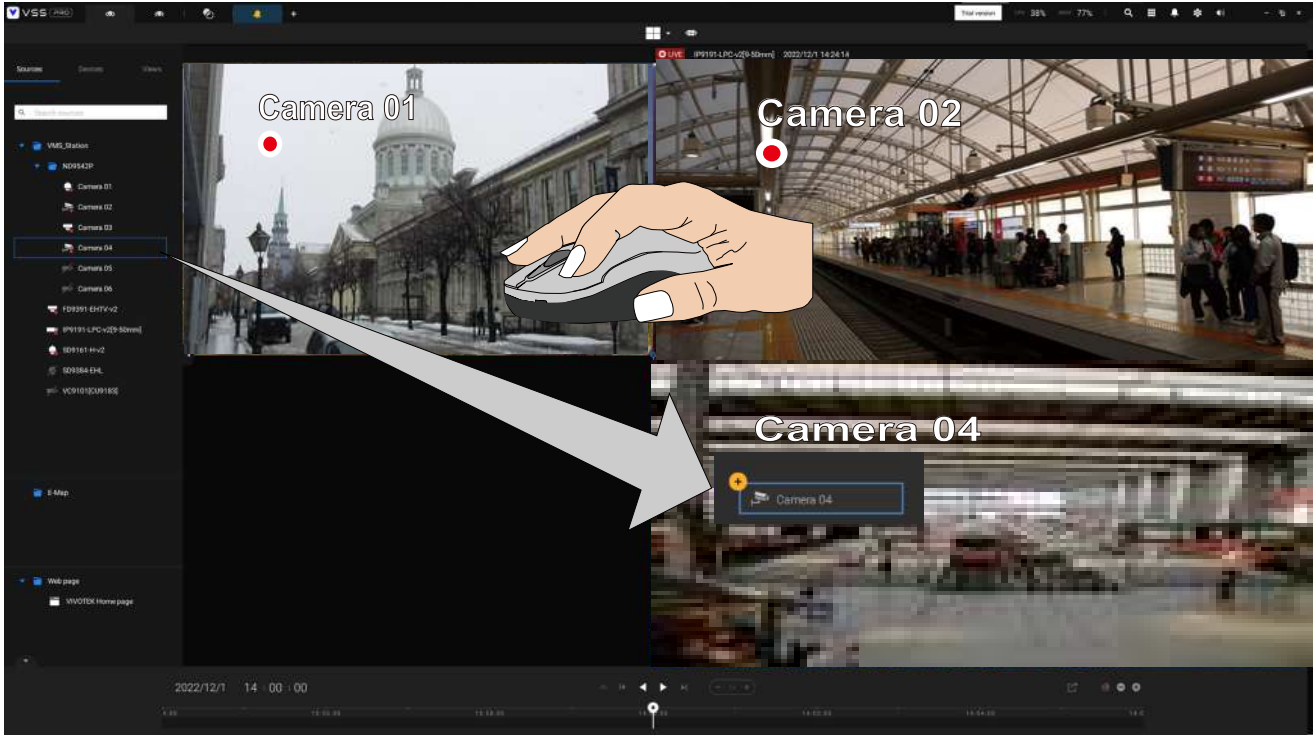 VSS PRO
Trial version
38%
77%
LIVE IP9191-LPC-v2[9-50mm] 2022/12/1 14:24:14
Sources Devices Views
Search sources
VMS_Station
ND9542P
Camera 01
Camera 02
Camera 03
Camera 04
Camera 05
Camera 06
FD9391-EHTV-v2
IP9191-LPC-v2[9-50mm]
SD9161-H-v2
SD9384-EHL
VC9101[CU9183]
E-Map
Web page
VIVOTEK Home page
Camera 01
Camera 02
Camera 04
Camera 04
2022/12/1 14 : 00 : 00